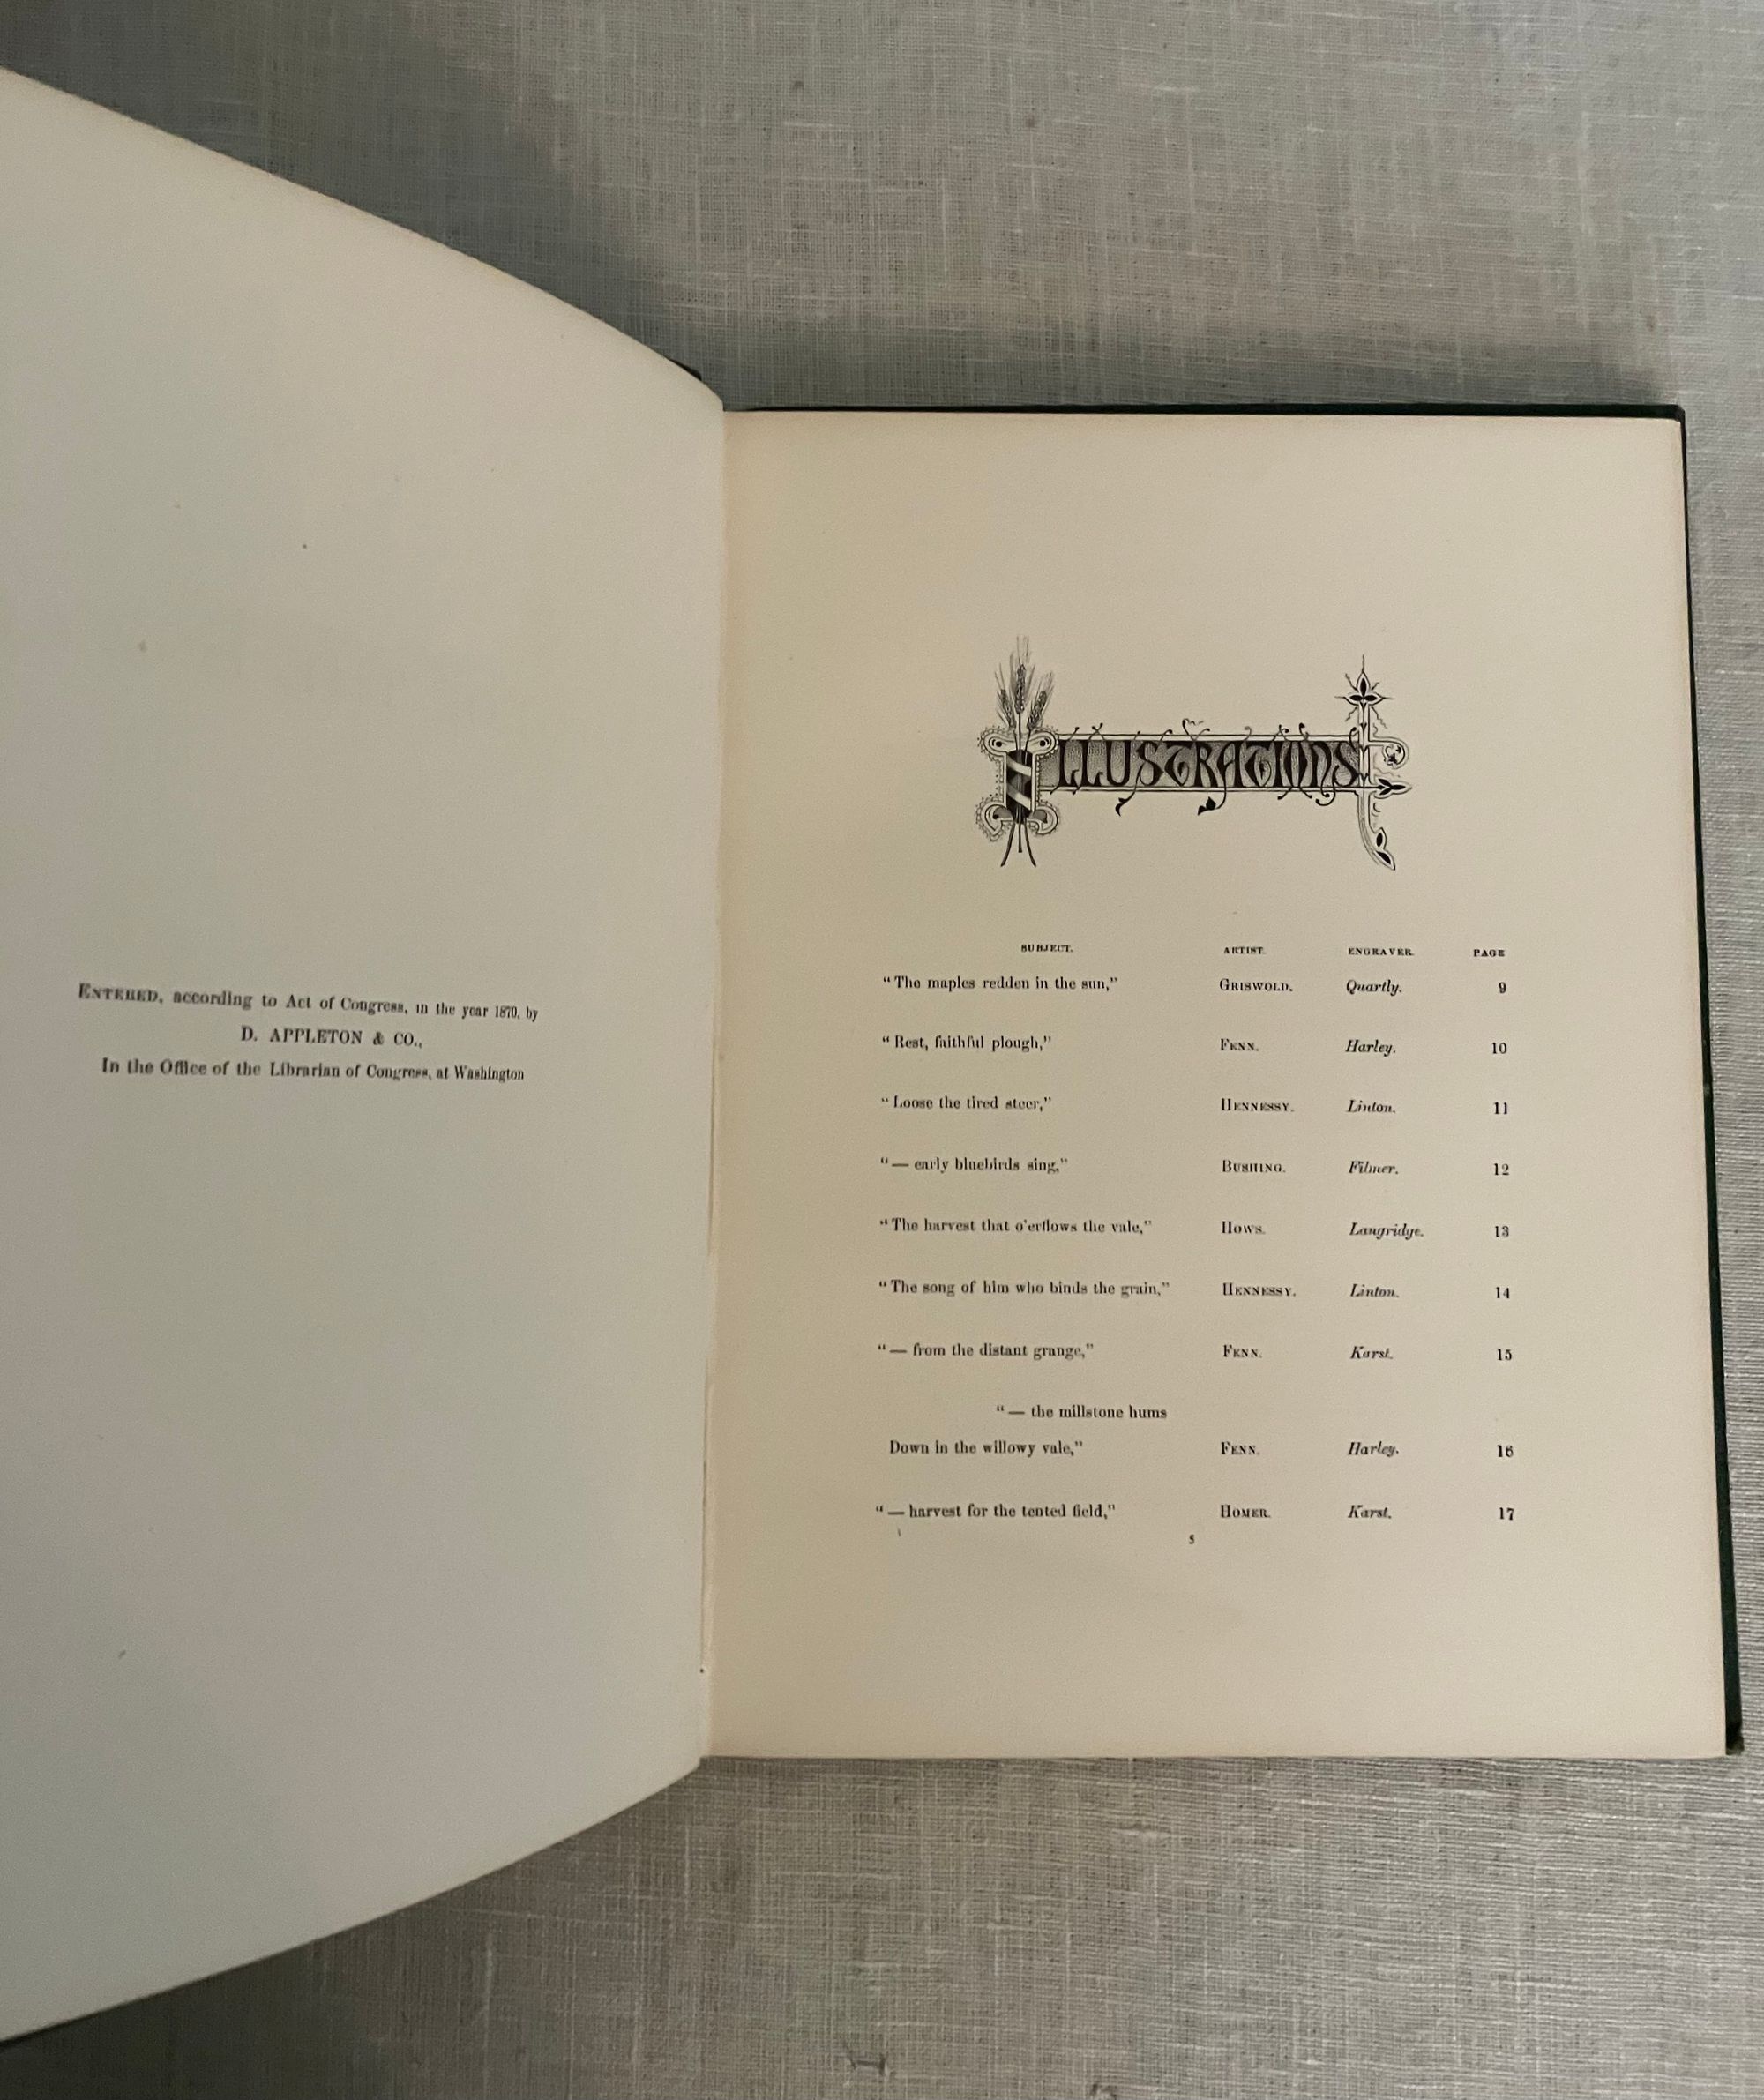 ENTERED, according to Act of Congress, in the year 1870, by
D. APPLETON & CO.,
In the Office of the Librarian of Congress, at Washington
ILLUSTRATIONS
SUBJECT. ARTIST. ENGRAVER. PAGE
“The maples redden in the sun,” GRISWOLD. Quartly. 9
“Rest, faithful plough,” FENN. Harley. 10
“Loose the tired steer,” HENNESSY. Linton. 11
“— early bluebirds sing,” BUSHING. Filmer. 12
“The harvest that o'erflows the vale,” HOWS. Langridge. 13
“The song of him who binds the grain,” HENNESSY. Linton. 14
“— from the distant grange,” FENN. Karst. 15
“— the millstone hums
Down in the willowy vale,” FENN. Harley. 16
“— harvest for the tented field,” HOMER. Karst. 17
5